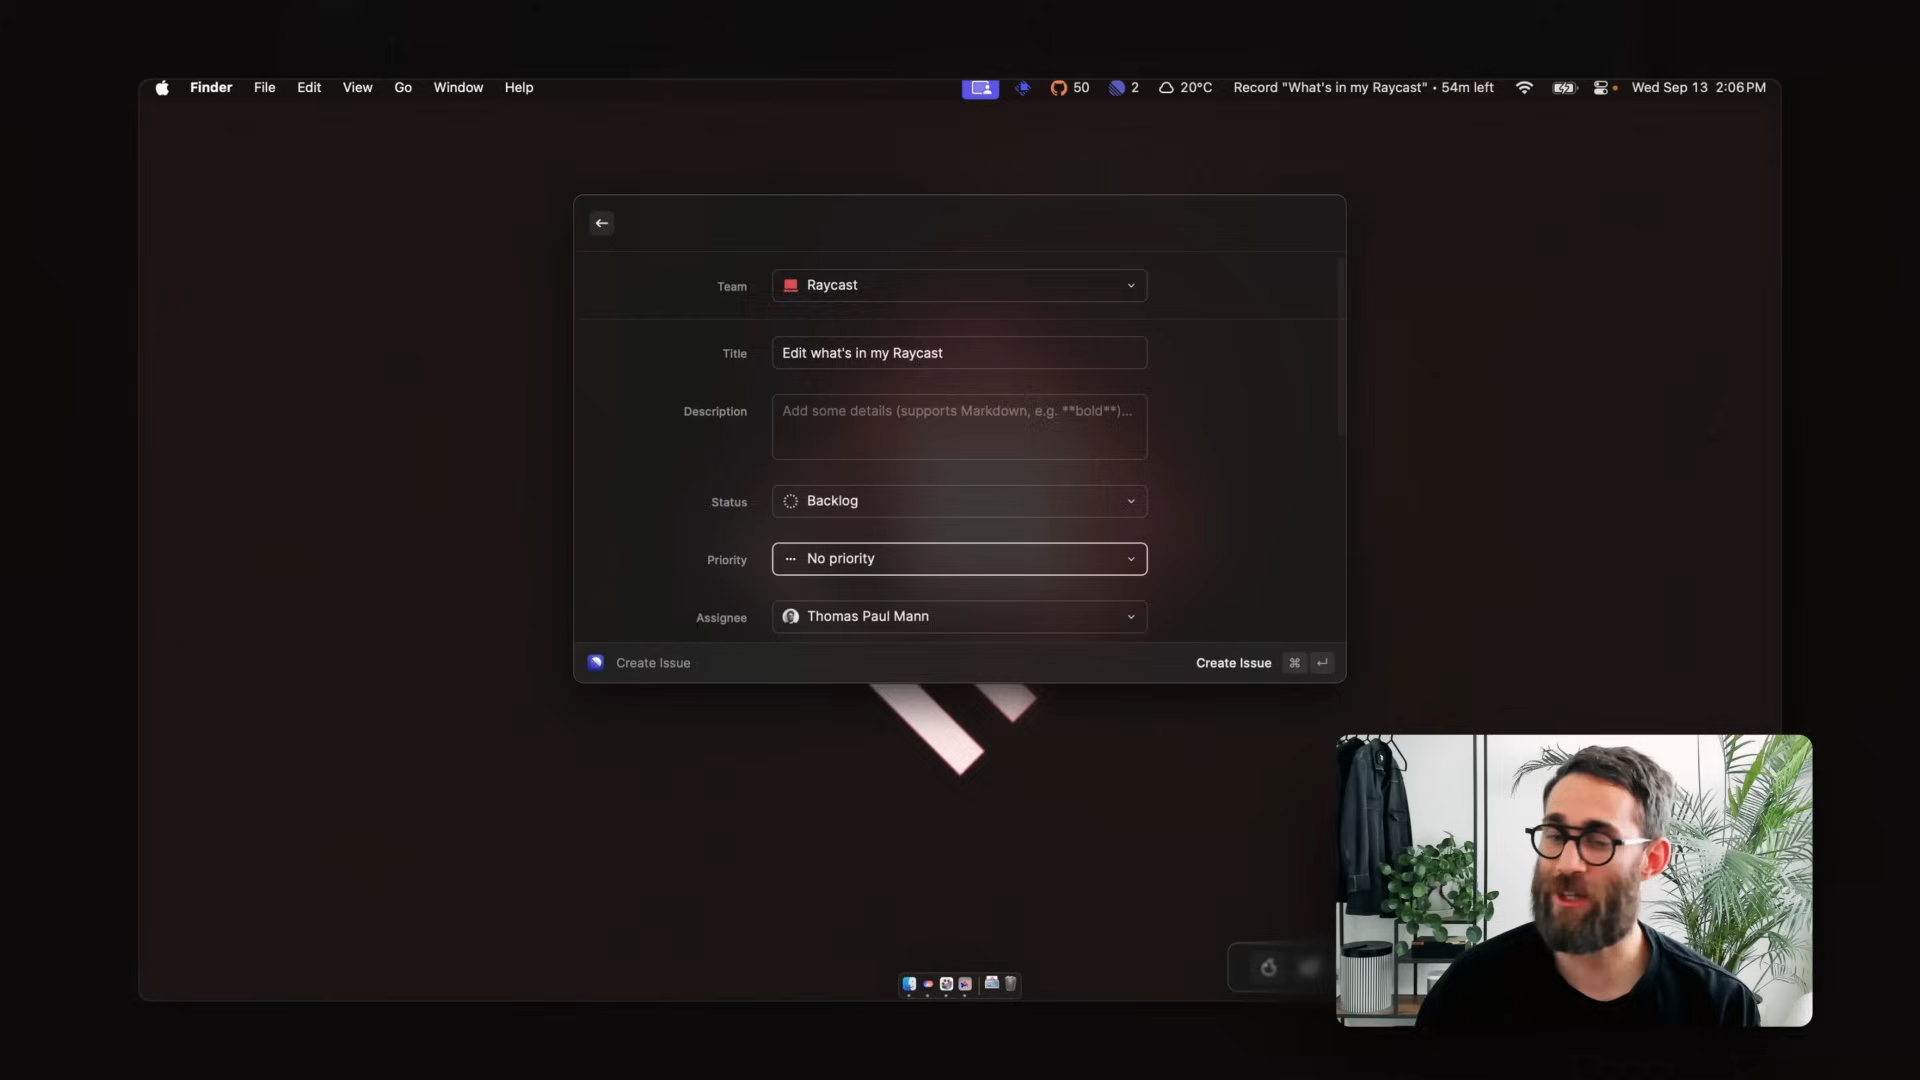 Finder File Edit View Go Window Help 50 2 20°C Record "What's in my Raycast" • 54m left Wed Sep 13 2:06 PM
Team Raycast
Title Edit what's in my Raycast
Description Add some details (supports Markdown, e.g. **bold**)...
Status Backlog
Priority No priority
Assignee Thomas Paul Mann
Create Issue Create Issue ⌘ ↵